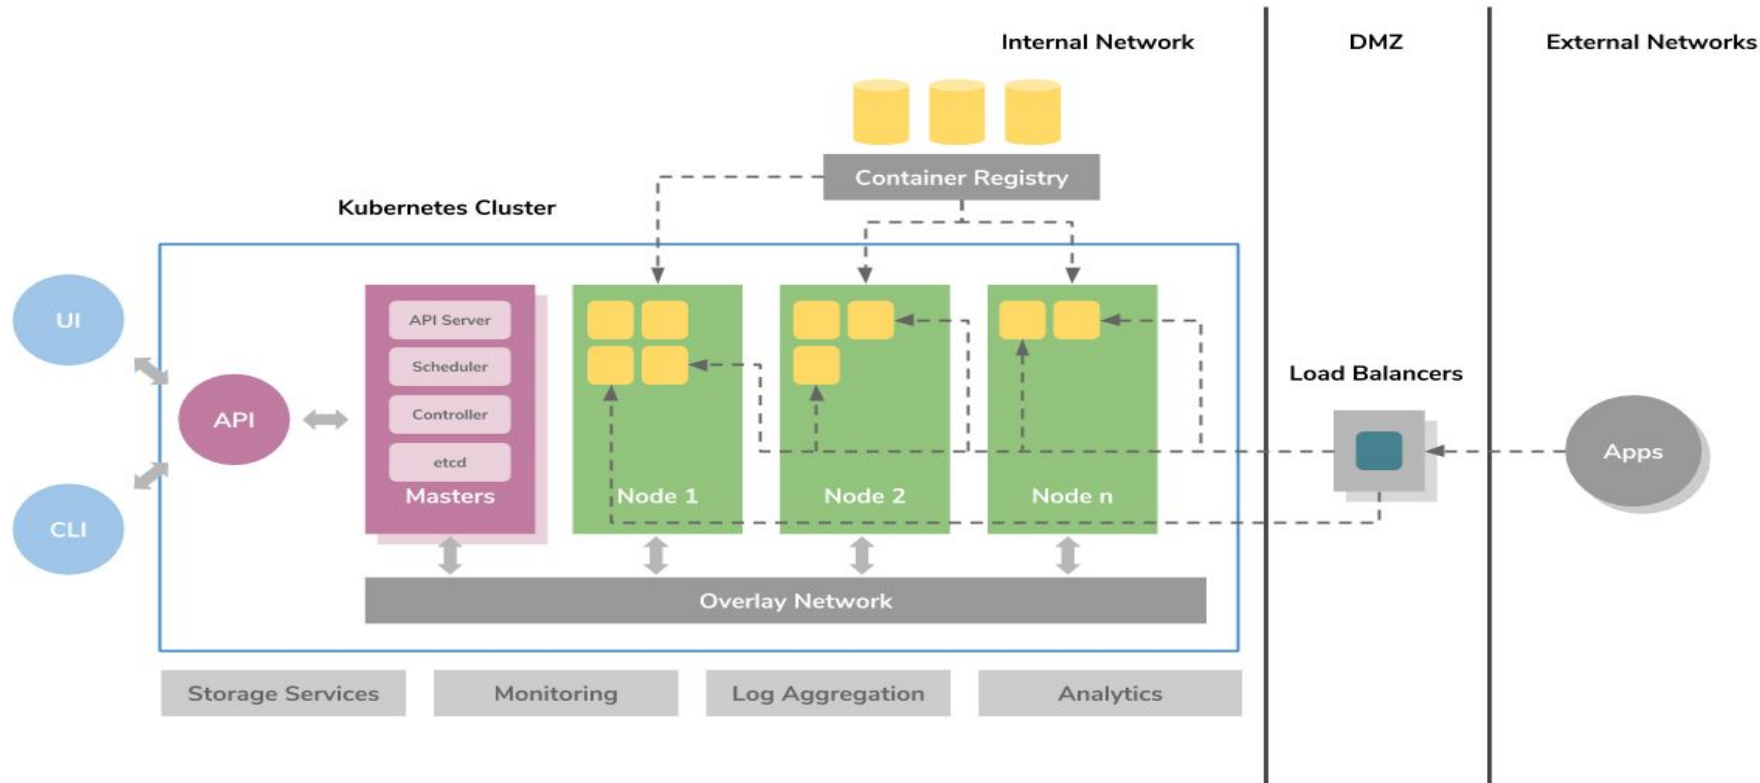 Internal Network
DMZ
External Networks
Container Registry
Kubernetes Cluster
UI
API
CLI
API Server
Scheduler
Controller
etcd
Masters
Node 1
Node 2
Node n
Load Balancers
Apps
Overlay Network
Storage Services
Monitoring
Log Aggregation
Analytics